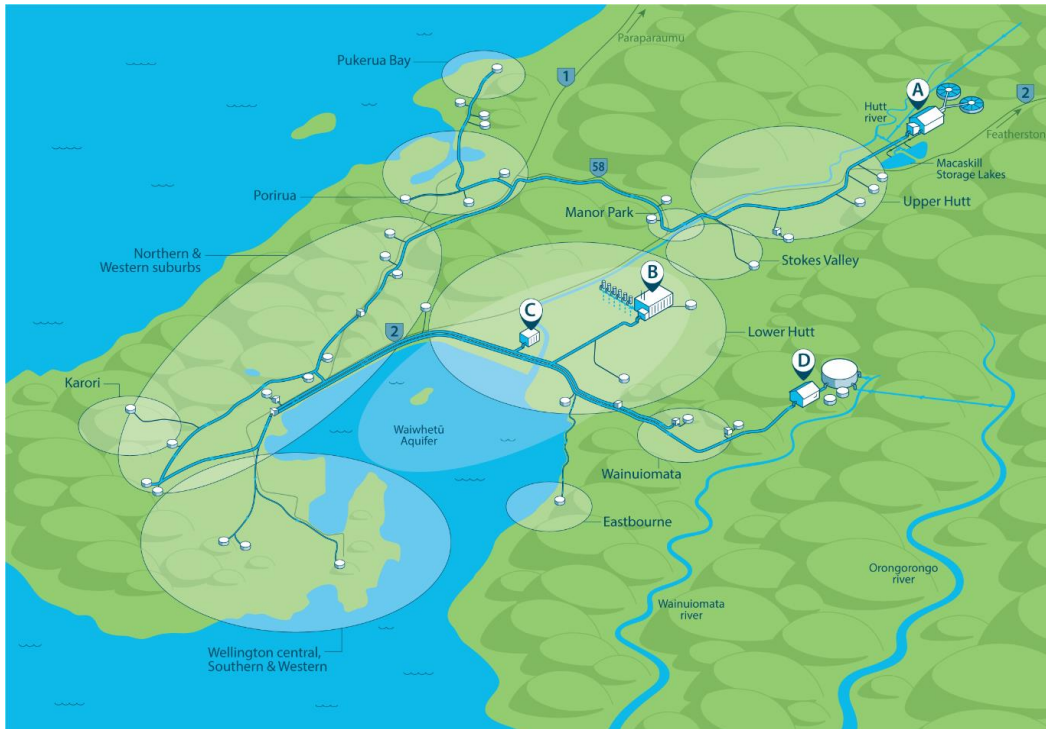 Paraparaumu
Pukerua Bay
1
A
2
Hutt
river
Featherston
58
Macaskill
Storage Lakes
Porirua
Manor Park
Upper Hutt
Northern &
Western suburbs
Stokes Valley
B
C
2
Lower Hutt
D
Karori
Waiwhetū
Aquifer
Wainuiomata
Eastbourne
Orongorongo
river
Wainuiomata
river
Wellington central,
Southern & Western